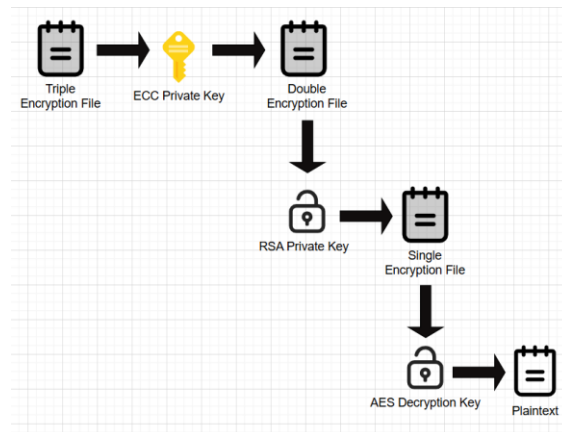 Triple
Encryption File
ECC Private Key
Double
Encryption File
RSA Private Key
Single
Encryption File
AES Decryption Key
Plaintext